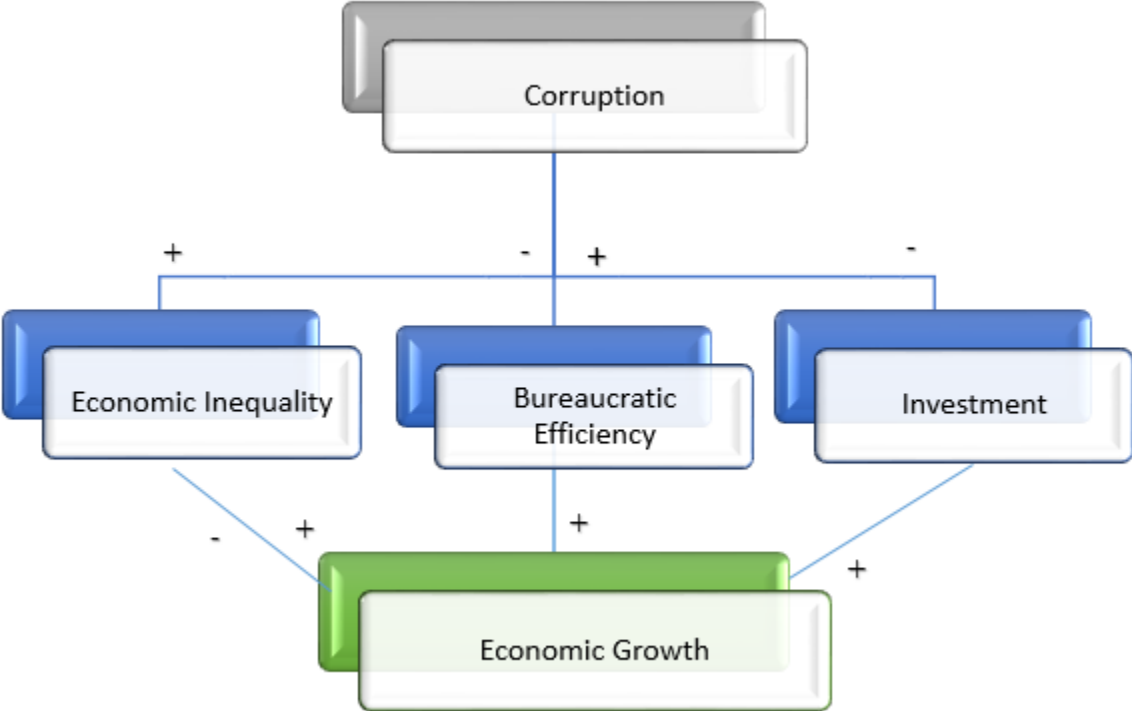 Corruption
+ - + -
Economic Inequality
Bureaucratic
Efficiency
Investment
- + + +
Economic Growth